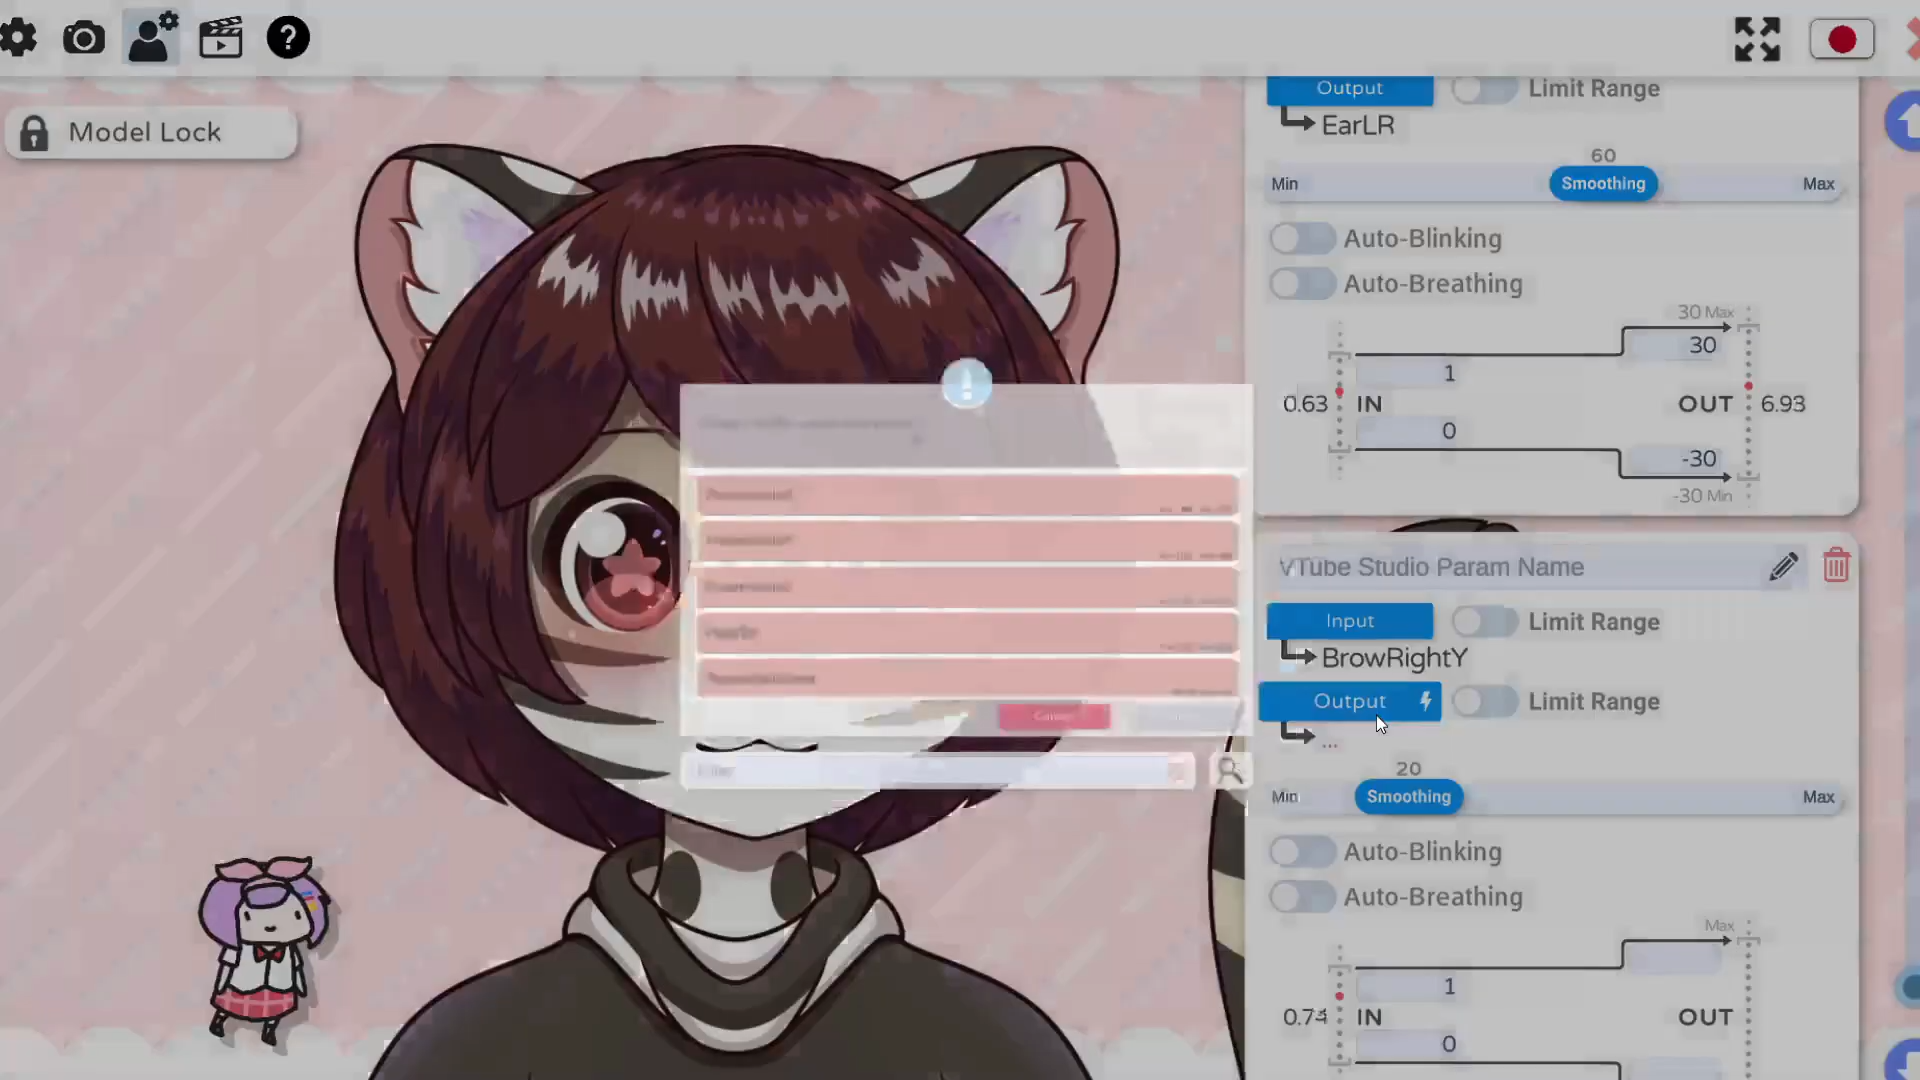 Model Lock
Output
Limit Range
EarLR
60
Min
Smoothing
Max
Auto-Blinking
Auto-Breathing
30 Max
30
1
0.63
IN
OUT
6.93
0
-30
-30 Min
VTube Studio Param Name
Input
Limit Range
BrowRightY
Output
Limit Range
...
20
Min
Smoothing
Max
Auto-Blinking
Auto-Breathing
Max
1
0.74
IN
OUT
0